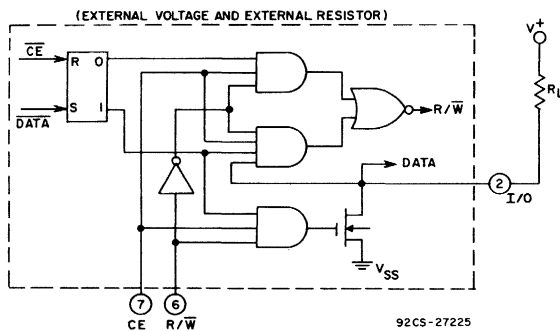 (EXTERNAL VOLTAGE AND EXTERNAL RESISTOR)
V+
CE
R O
RL
S I
DATA
R/W
DATA
2
I/O
VSS
7
6
CE R/W
92CS-27225